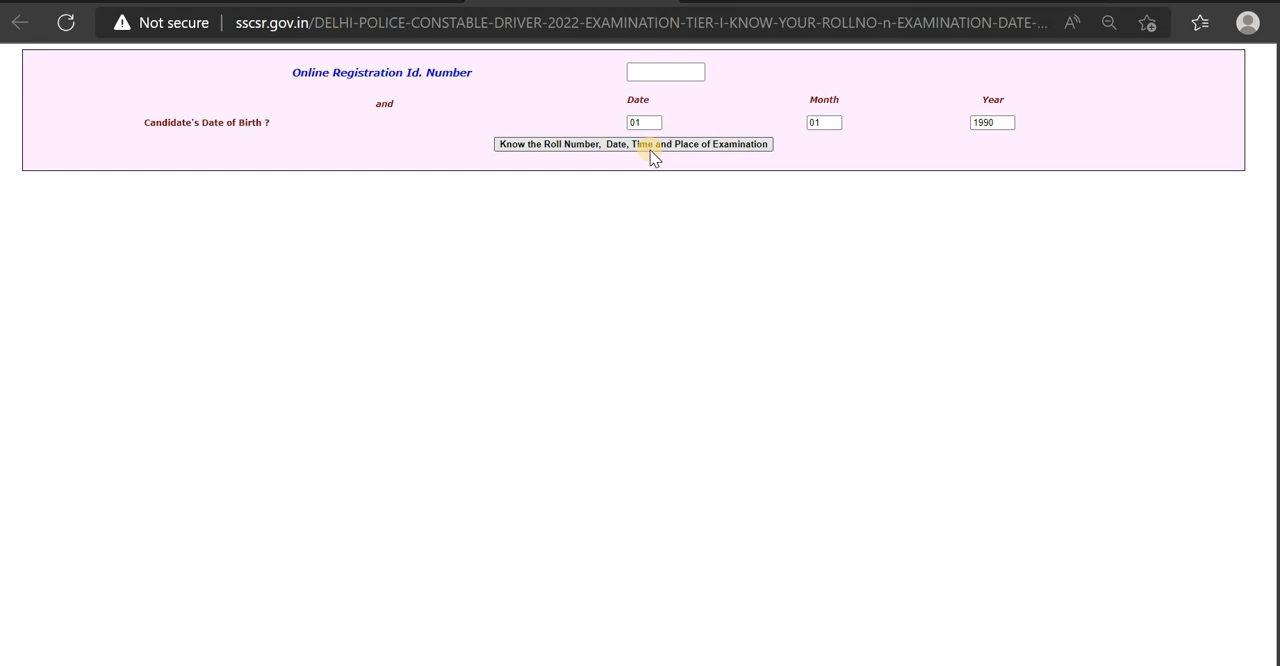 Not secure | sscsr.gov.in/DELHI-POLICE-CONSTABLE-DRIVER-2022-EXAMINATION-TIER-I-KNOW-YOUR-ROLLNO-n-EXAMINATION-DATE-...
Online Registration Id. Number
and
Date Month Year
Candidate's Date of Birth ? 01 01 1990
Know the Roll Number, Date, Time and Place of Examination